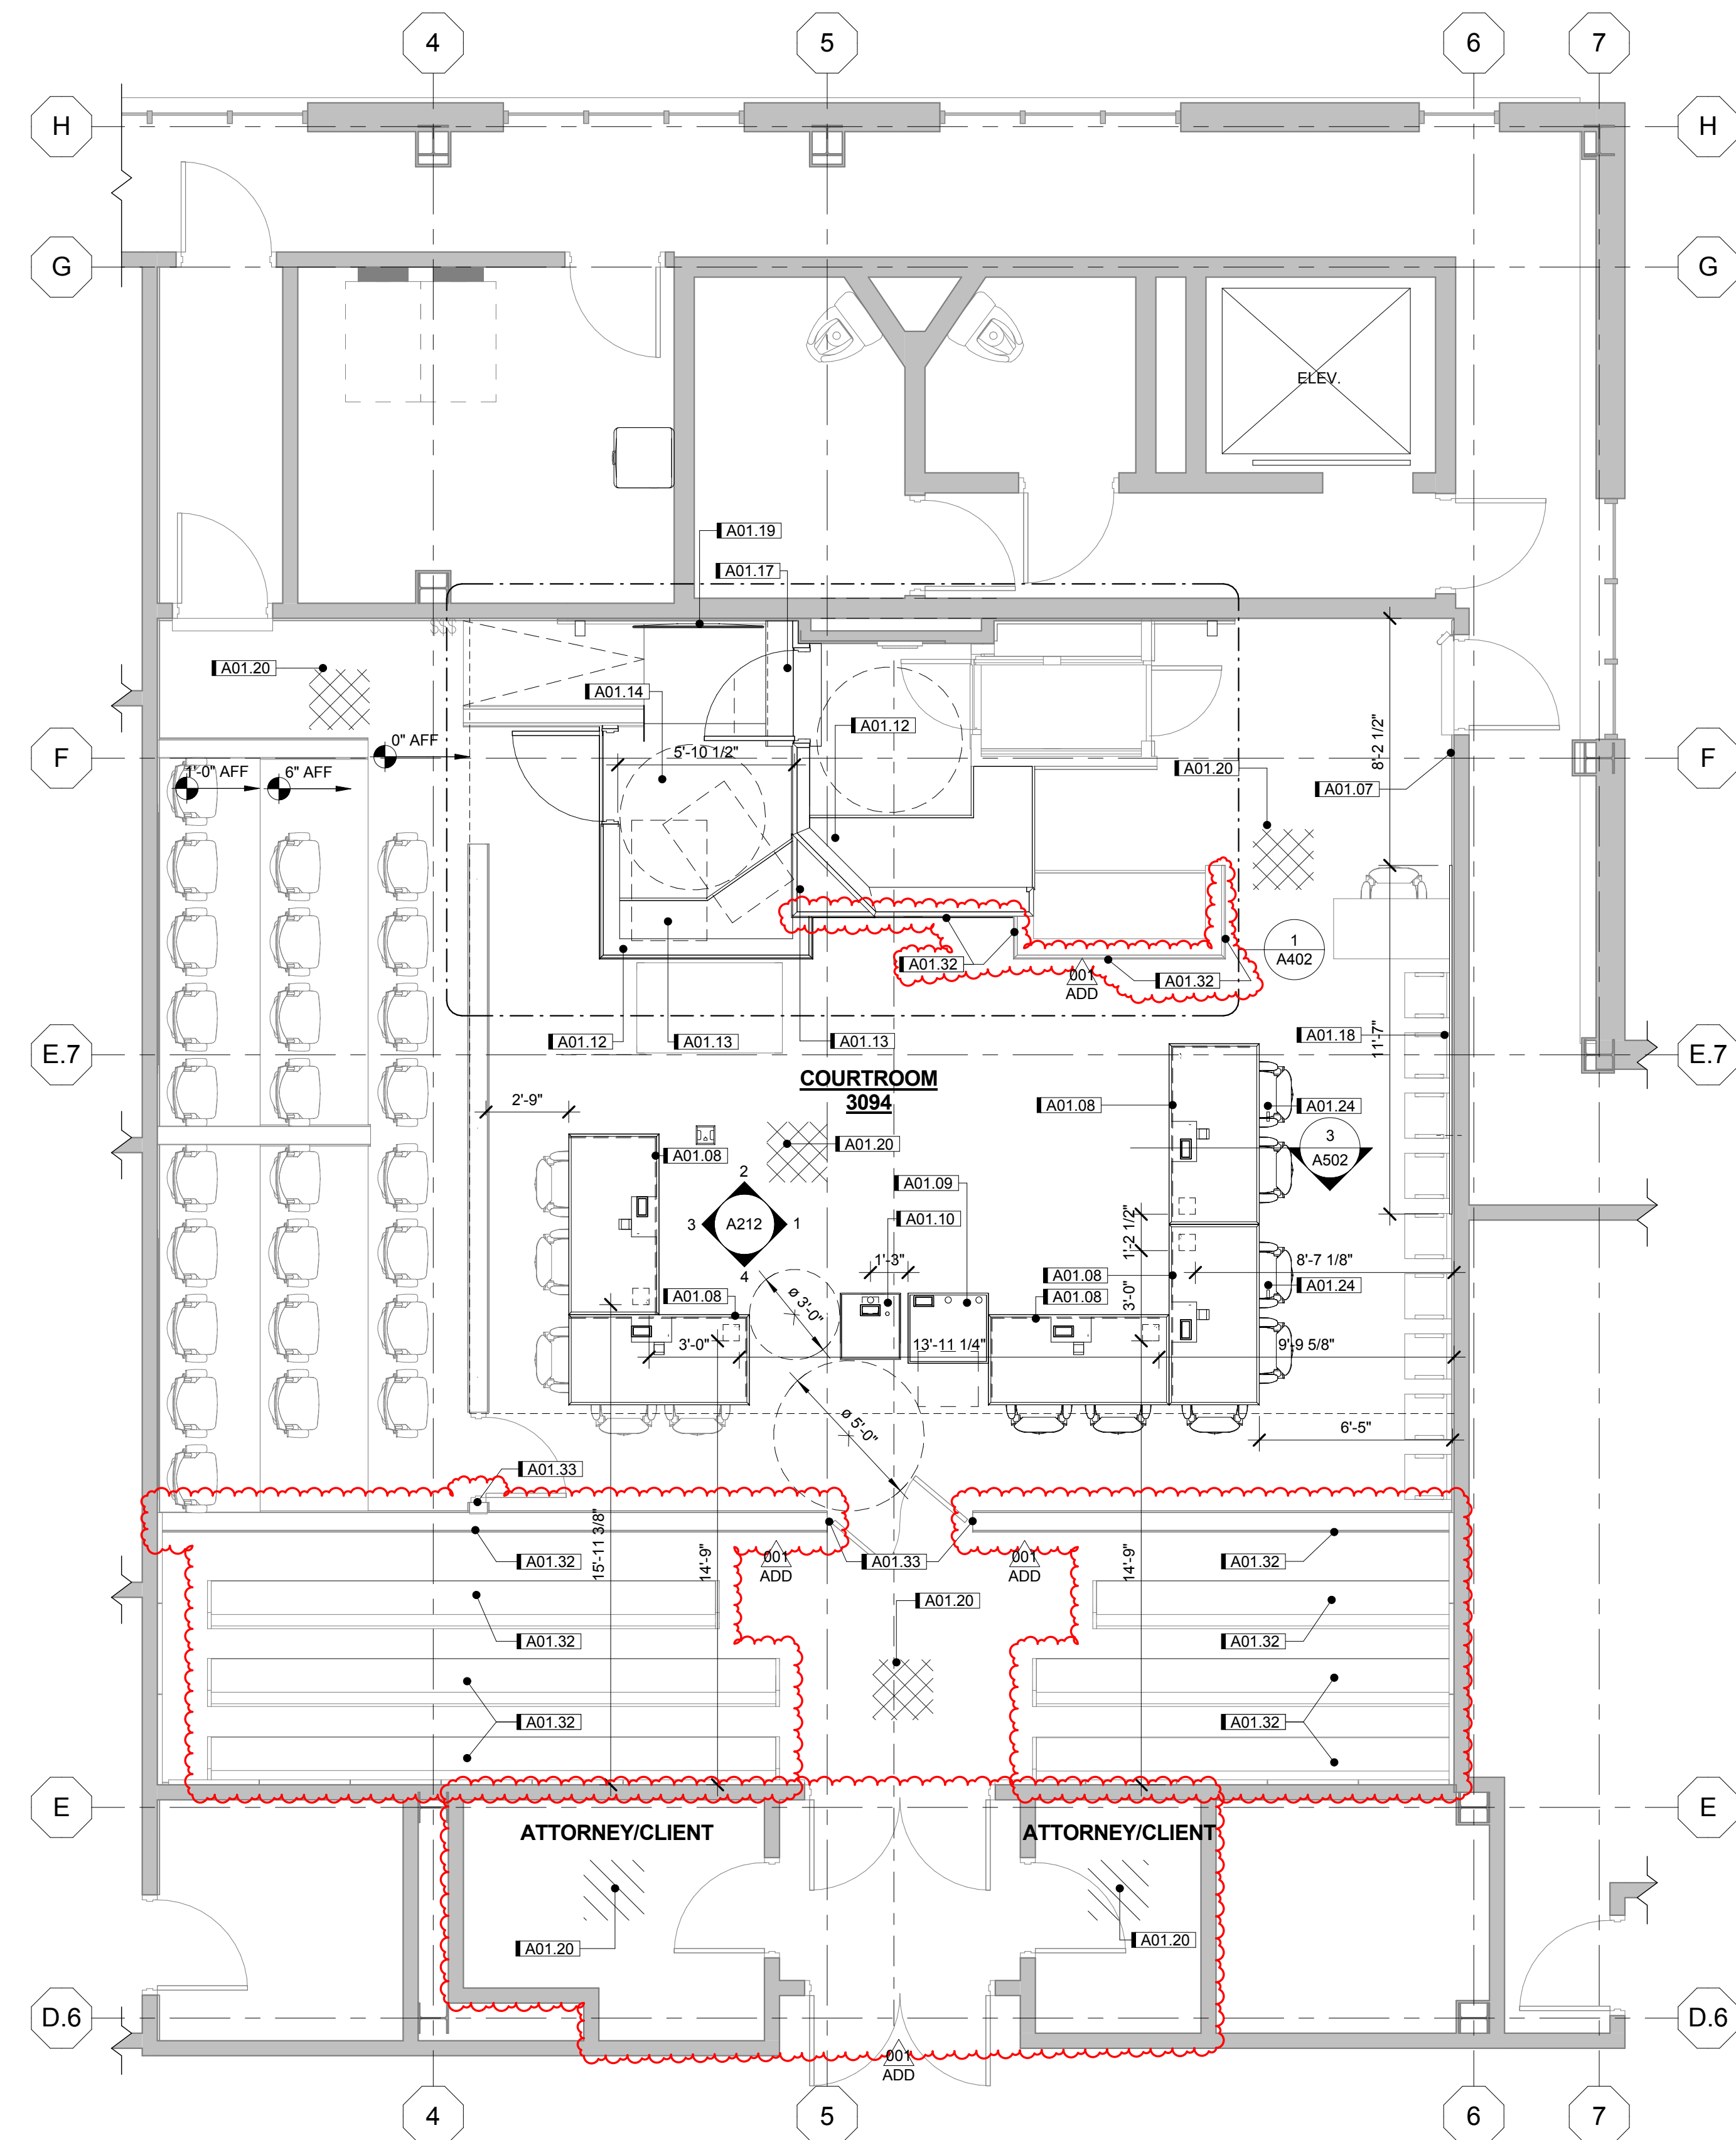 4
5
6
7
H
H
G
G
ELEV.
A01.19
A01.17
A01.20
A01.14
A01.12
8'-2 1/2"
0" AFF
5'-10 1/2"
F
F
1'-0" AFF
6" AFF
A01.20
A01.07
1
A402
A01.32
A01.32
001
ADD
A01.12
A01.13
A01.13
A01.18
11'-7"
E.7
E.7
COURTROOM
3094
2'-9"
A01.08
A01.24
A01.20
A01.08
3
A502
2
3
A212
1
4
A01.09
A01.10
1'-2 1/2"
1'-3"
8'-7 1/8"
A01.08
A01.24
A01.08
A01.08
3'-0"
ø 3'-0"
3'-0"
13'-11 1/4"
9'-9 5/8"
ø 5'-0"
6'-5"
A01.33
15'-11 3/8"
14'-9"
14'-9"
A01.32
001
ADD
A01.33
001
ADD
A01.32
A01.20
A01.32
A01.32
A01.32
A01.32
E
E
ATTORNEY/CLIENT
ATTORNEY/CLIENT
A01.20
A01.20
D.6
D.6
001
ADD
4
5
6
7